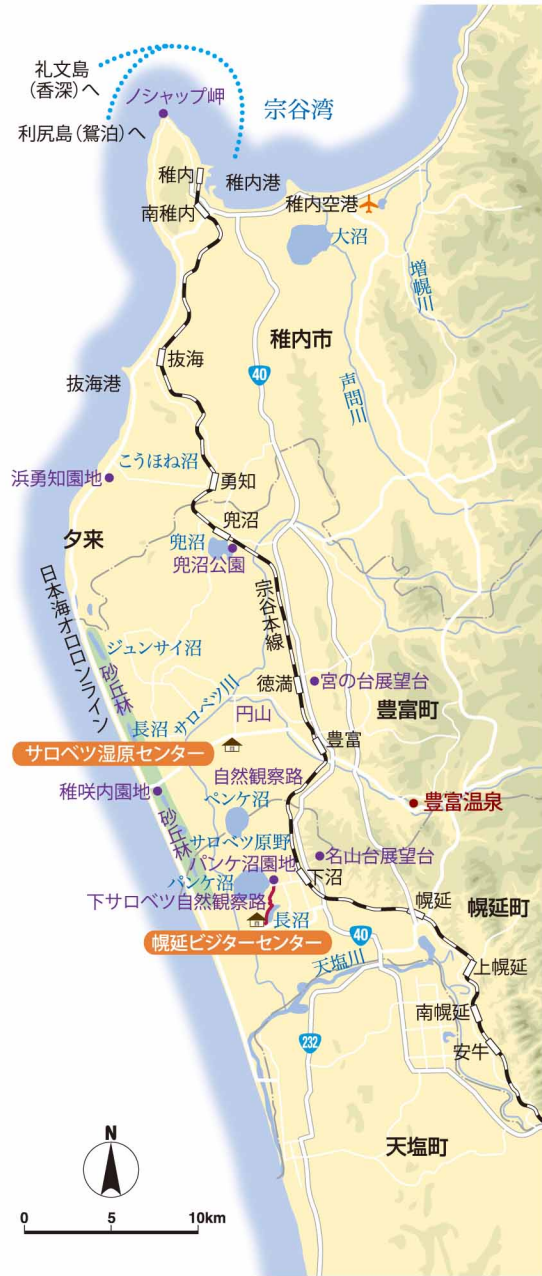 礼文島
(香深)へ
ノシャップ岬
宗谷湾
利尻島(鴛泊)へ
稚内
稚内港
南稚内
稚内空港
大沼
増幌川
稚内市
抜海
40
抜海港
声問川
こうほね沼
浜勇知園地
勇知
兜沼
夕来
兜沼
兜沼公園
日本海オロロンライン
宗谷本線
ジュンサイ沼
砂丘林
サロベツ川
徳満
宮の台展望台
円山
豊富町
長沼
豊富
サロベツ湿原センター
自然観察路
稚咲内園地
ペンケ沼
豊富温泉
砂丘林
サロベツ原野
名山台展望台
パンケ沼園地
パンケ沼
下沼
下サロベツ自然観察路
幌延
幌延町
長沼
40
幌延ビジターセンター
天塩川
上幌延
南幌延
232
安牛
天塩町
N
0 5 10km